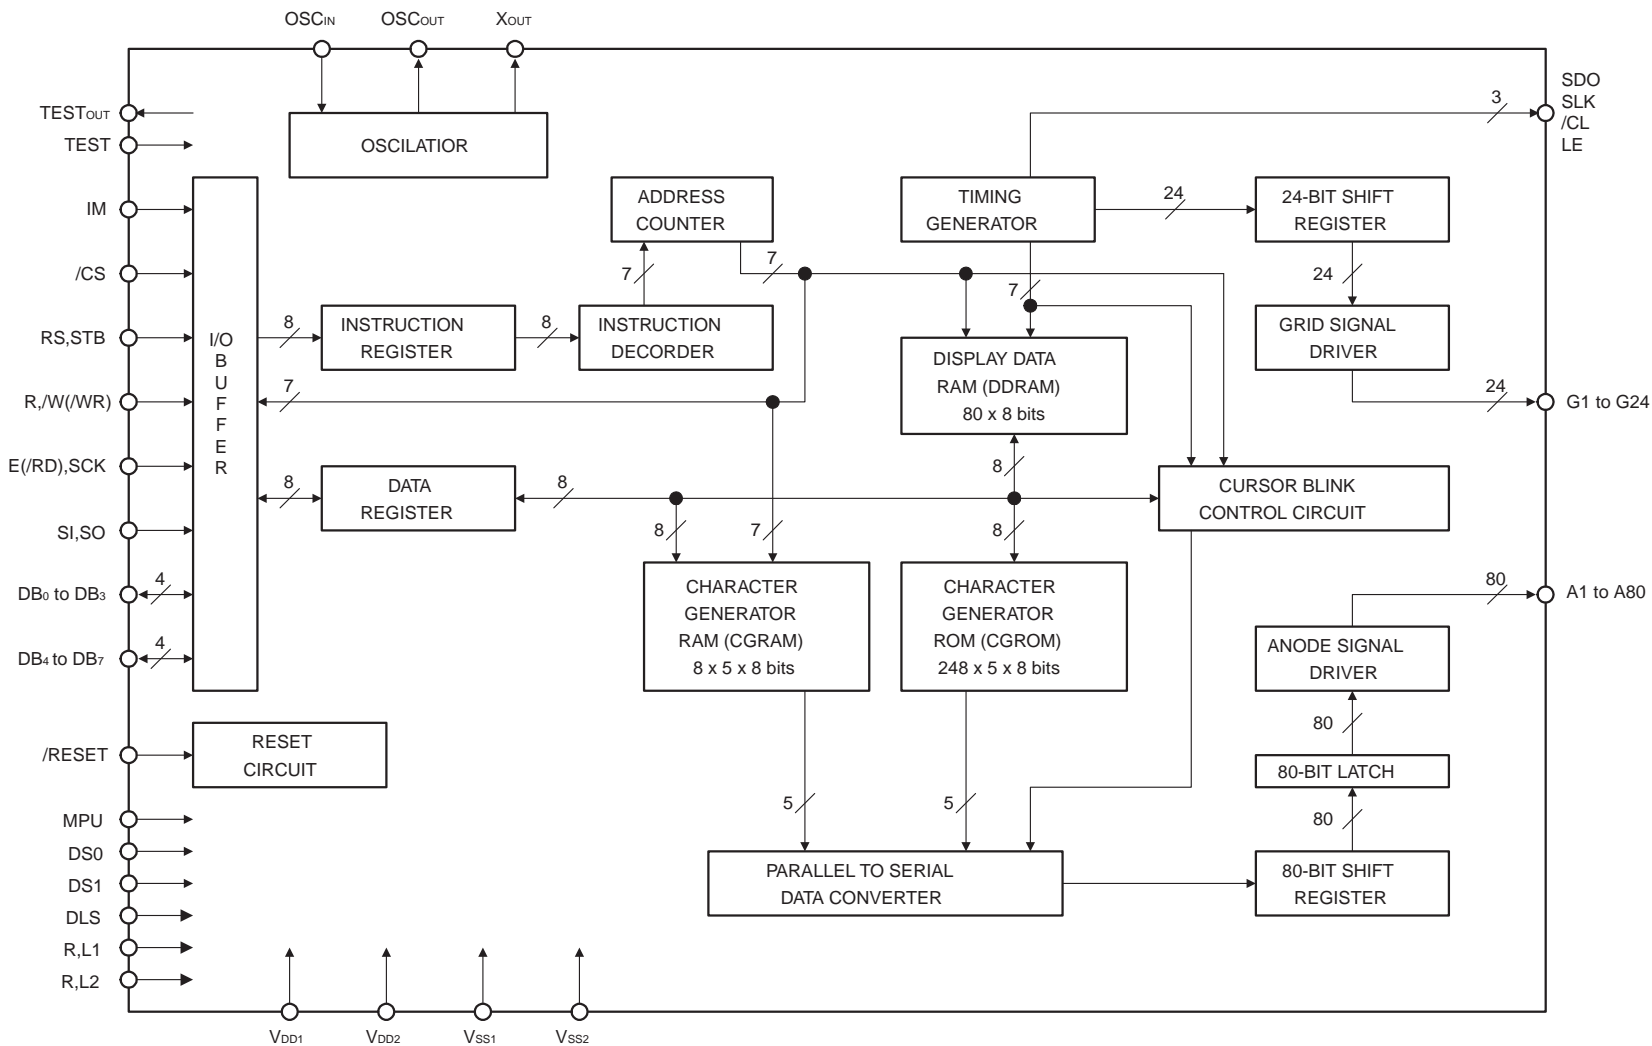 OSCIN
OSCOUT
XOUT
TESTOUT
TEST
IM
/CS
RS,STB
R,/W(/WR)
E(/RD),SCK
SI,SO
DB0 to DB3
DB4 to DB7
/RESET
MPU
DS0
DS1
DLS
R,L1
R,L2
4
4
I/O
B
U
F
F
E
R
OSCILATIOR
8
INSTRUCTION
REGISTER
8
INSTRUCTION
DECORDER
7
ADDRESS
COUNTER
7
7
8
DATA
REGISTER
8
TIMING
GENERATOR
24
24-BIT SHIFT
REGISTER
3
SDO
SLK
/CL
LE
24
GRID SIGNAL
DRIVER
24
G1 to G24
7
DISPLAY DATA
RAM (DDRAM)
80 x 8 bits
8
CURSOR BLINK
CONTROL CIRCUIT
8
7
8
CHARACTER
GENERATOR
RAM (CGRAM)
8 x 5 x 8 bits
CHARACTER
GENERATOR
ROM (CGROM)
248 x 5 x 8 bits
80
A1 to A80
ANODE SIGNAL
DRIVER
80
80-BIT LATCH
80
80-BIT SHIFT
REGISTER
RESET
CIRCUIT
5
5
PARALLEL TO SERIAL
DATA CONVERTER
VDD1
VDD2
VSS1
VSS2